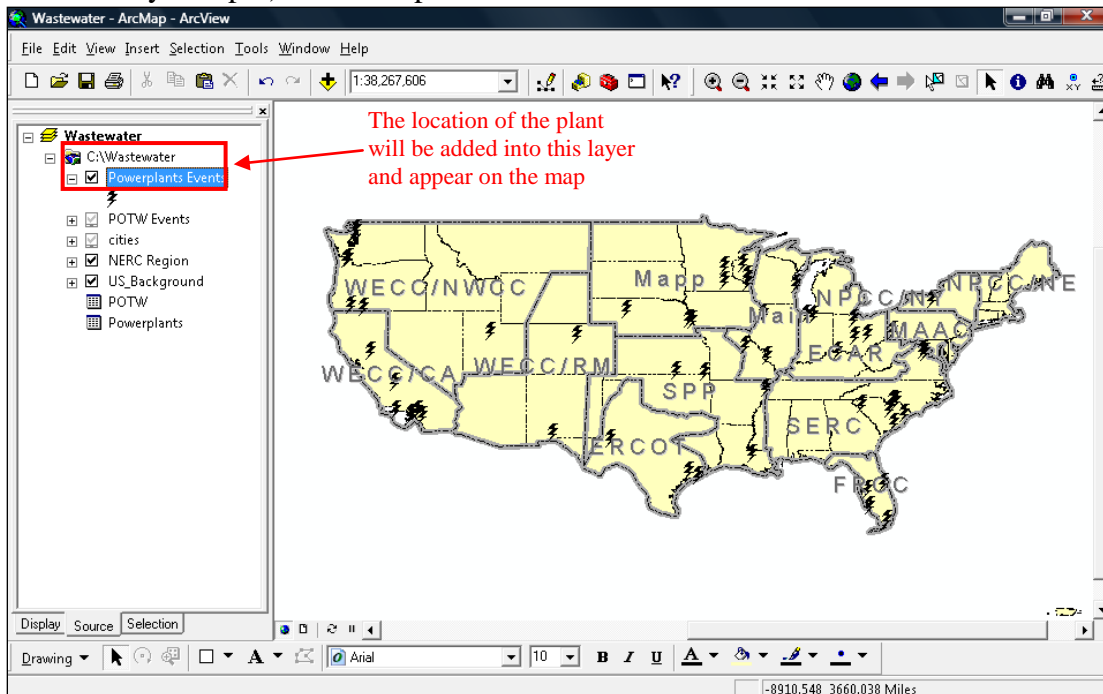 Wastewater - ArcMap - ArcView
File Edit View Insert Selection Tools Window Help
1:38,267,606
Wastewater
C:\Wastewater
Powerplants Events
POTW Events
cities
NERC Region
US_Background
POTW
Powerplants
The location of the plant
will be added into this layer
and appear on the map
WECC/NWCC
Mapp
Main
NPCC/NY
NPCC/NE
MAAC
ECAR
WECC/CA
WECC/RM
SPP
SERC
ERCOT
FRCC
Display Source Selection
Drawing A Arial 10 B I U A
-8910.548 3660.038 Miles